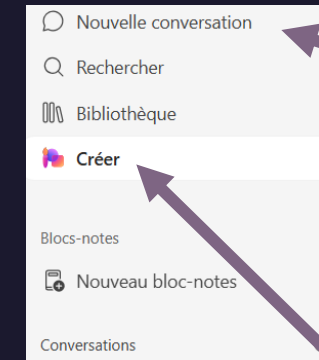 Nouvelle conversation
Rechercher
Bibliothèque
Créer
Blocs-notes
Nouveau bloc-notes
Conversations